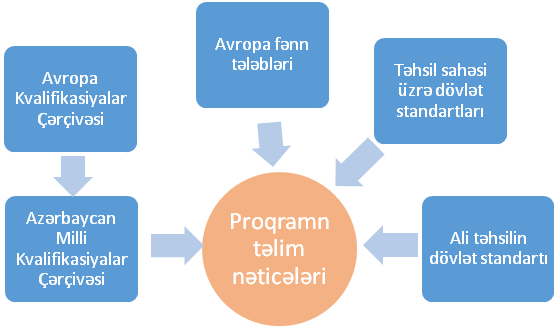 Avropa
Kvalifikasiyalar
Çərçivəsi
Avropa fənn
tələbləri
Təhsil sahəsi
üzrə dövlət
standartları
Azərbaycan
Milli
Kvalifikasiyalar
Çərçivəsi
Proqramn
təlim
nəticələri
Ali təhsilin
dövlət standartı